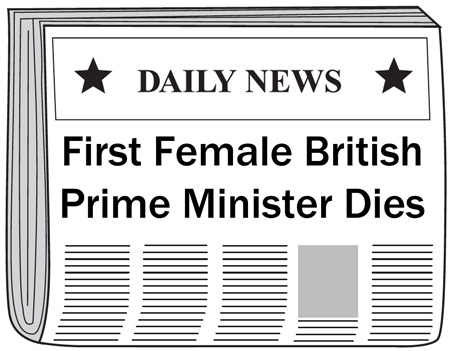 DAILY NEWS
First Female British
Prime Minister Dies